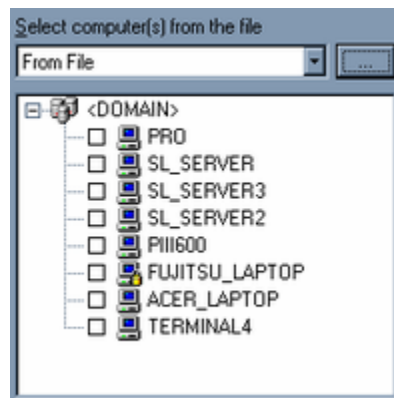 Select computer(s) from the file
From File
...
<DOMAIN>
PRO
SL_SERVER
SL_SERVER3
SL_SERVER2
PIII600
FUJITSU_LAPTOP
ACER_LAPTOP
TERMINAL4